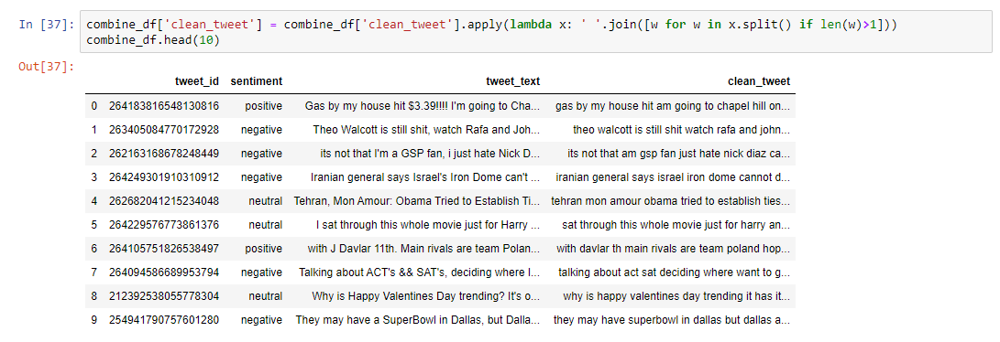 In [37]: combine_df['clean_tweet'] = combine_df['clean_tweet'].apply(lambda x: ' '.join([w for w in x.split() if len(w)>1]))
combine_df.head(10)
Out[37]:
tweet_id sentiment tweet_text clean_tweet
0 264183816548130816 positive Gas by my house hit $3.39!!!! I'm going to Cha... gas by my house hit am going to chapel hill on...
1 263405084770172928 negative Theo Walcott is still shit, watch Rafa and Joh... theo walcott is still shit watch rafa and john...
2 262163168678248449 negative its not that I'm a GSP fan, i just hate Nick D... its not that am gsp fan just hate nick diaz ca...
3 264249301910310912 negative Iranian general says Israel's Iron Dome can't ... iranian general says israel iron dome cannot d...
4 262682041215234048 neutral Tehran, Mon Amour: Obama Tried to Establish Ti... tehran mon amour obama tried to establish ties...
5 264229576773861376 neutral I sat through this whole movie just for Harry ... sat through this whole movie just for harry an...
6 264105751826538497 positive with J Davlar 11th. Main rivals are team Polan... with davlar th main rivals are team poland hop...
7 264094586689953794 negative Talking about ACT's && SAT's, deciding where I... talking about act sat deciding where want to g...
8 212392538055778304 neutral Why is Happy Valentines Day trending? It's o... why is happy valentines day trending it has it...
9 254941790757601280 negative They may have a SuperBowl in Dallas, but Dalla... they may have superbowl in dallas but dallas a...